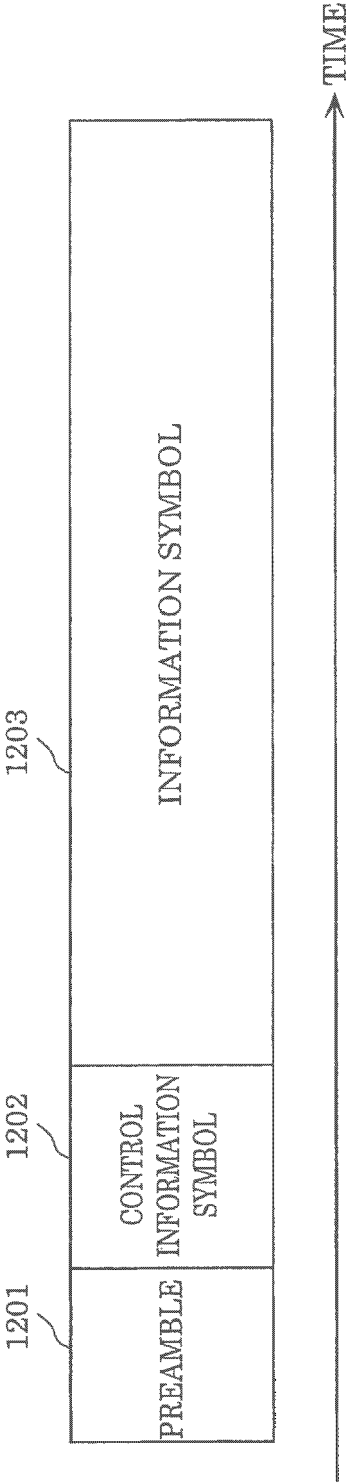 1201
1202
1203
PREAMBLE
CONTROL
INFORMATION
SYMBOL
INFORMATION SYMBOL
TIME